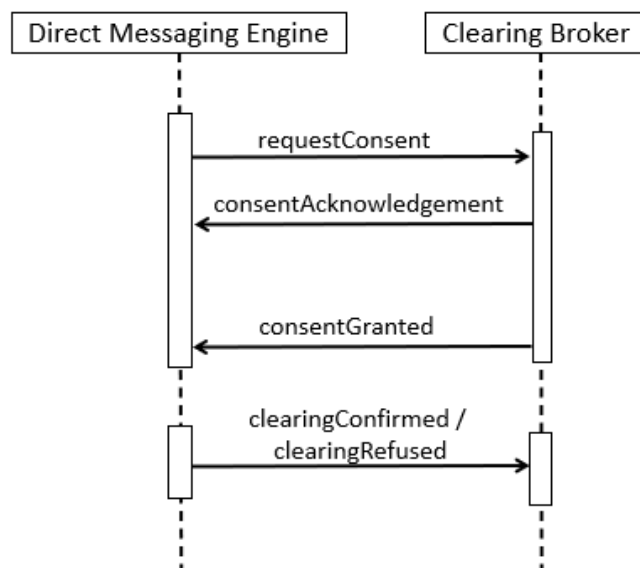 Direct Messaging Engine
Clearing Broker
requestConsent
consentAcknowledgement
consentGranted
clearingConfirmed /
clearingRefused